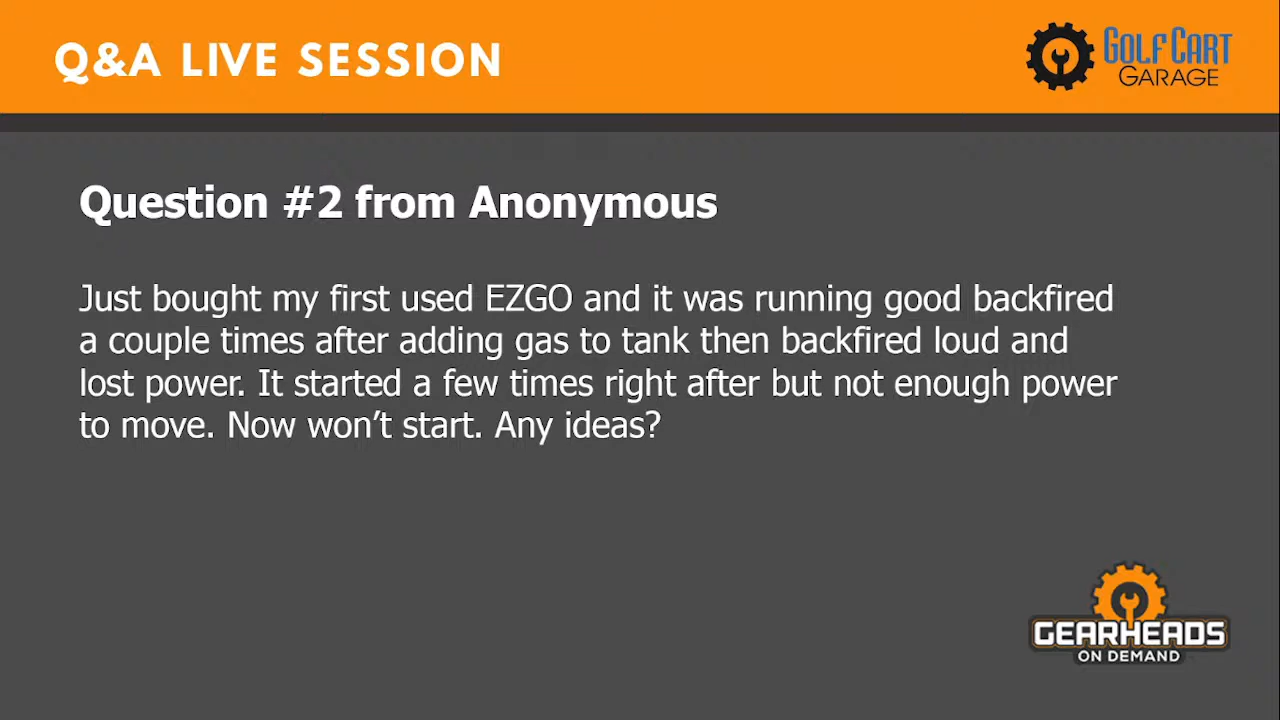 Q&A LIVE SESSION
GOLF CART
GARAGE
Question #2 from Anonymous
Just bought my first used EZGO and it was running good backfired
a couple times after adding gas to tank then backfired loud and
lost power. It started a few times right after but not enough power
to move. Now won’t start. Any ideas?
GEARHEADS
ON DEMAND